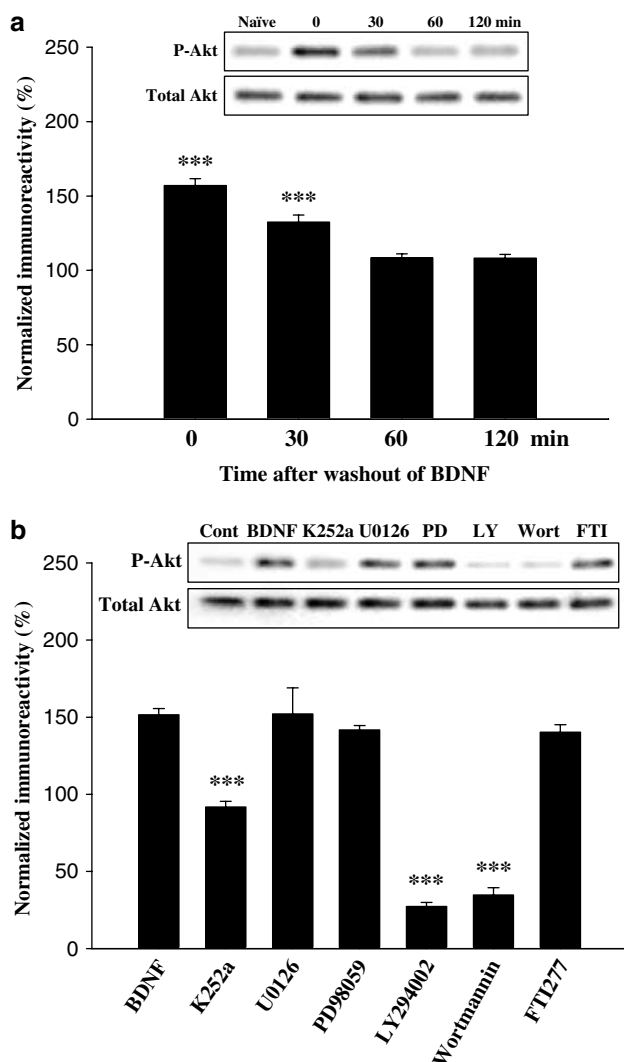 a
Naïve 0 30 60 120 min
P-Akt
Total Akt
Normalized immunoreactivity (%)
250
200
150
100
50
0
*** ***
0 30 60 120 min
Time after washout of BDNF
b
Cont BDNF K252a U0126 PD LY Wort FTI
P-Akt
Total Akt
Normalized immunoreactivity (%)
250
200
150
100
50
0
*** *** ***
BDNF K252a U0126 PD98059 LY294002 Wortmannin FTI277